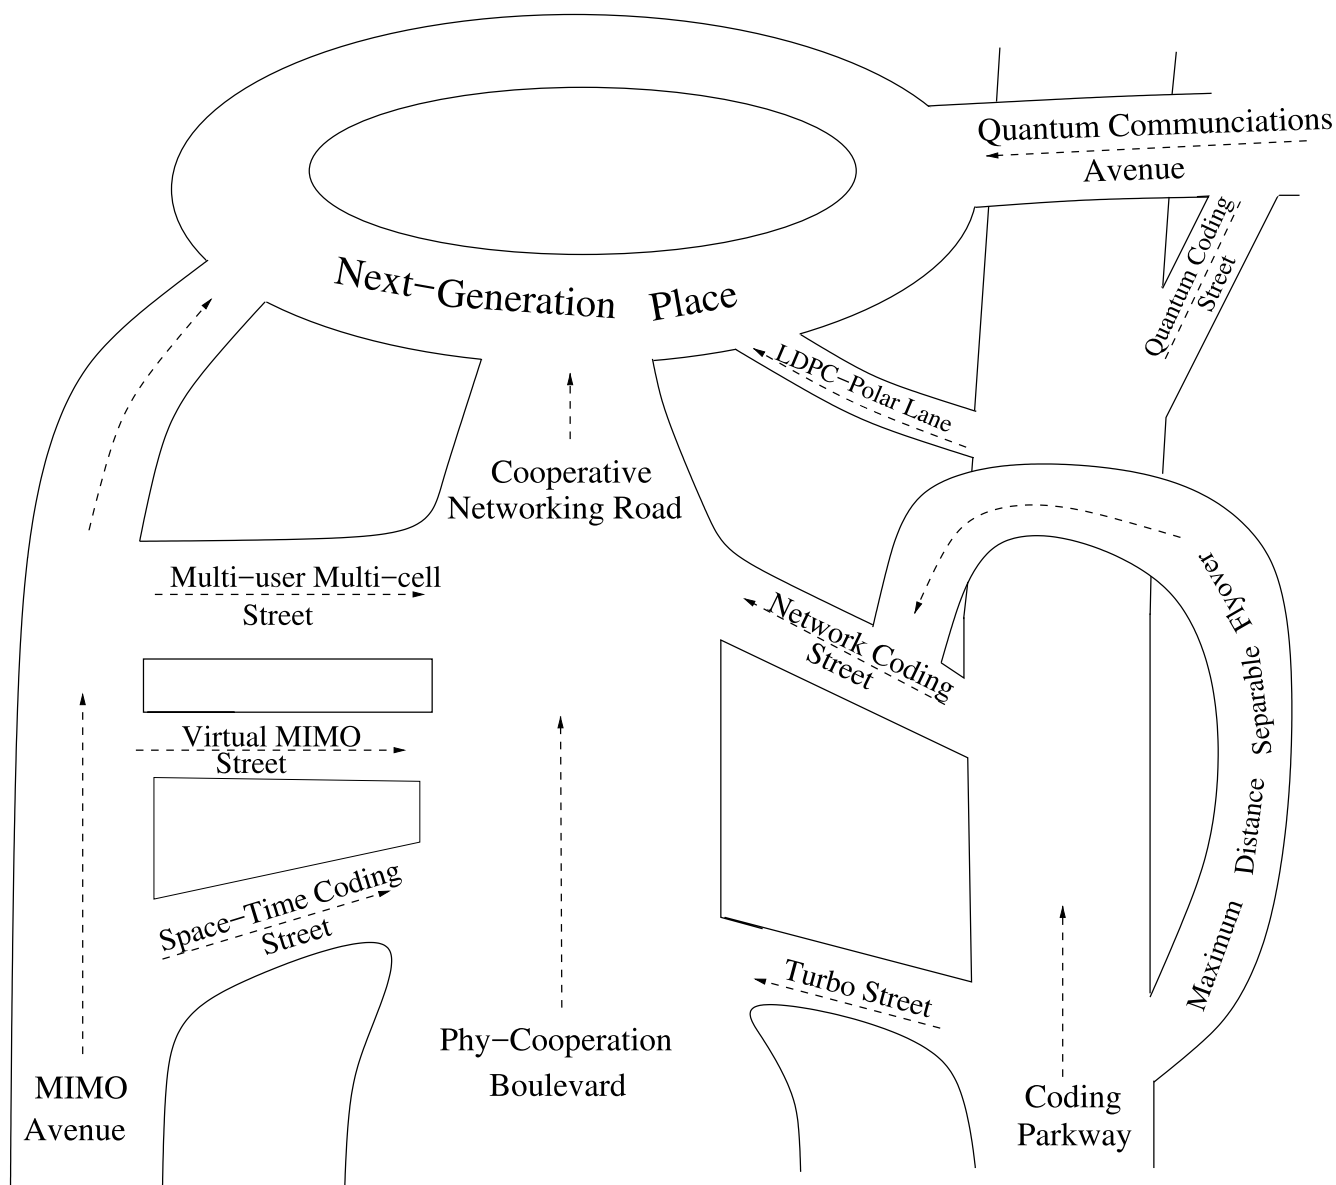 Quantum Communciations
Avenue
Quantum Coding
Street
Next−Generation Place
LDPC−Polar Lane
Cooperative
Networking Road
Multi−user Multi−cell
Street
Network Coding
Street
Maximum Distance Separable Flyover
Virtual MIMO
Street
Space−Time Coding
Street
Turbo Street
Phy−Cooperation
Boulevard
MIMO
Avenue
Coding
Parkway